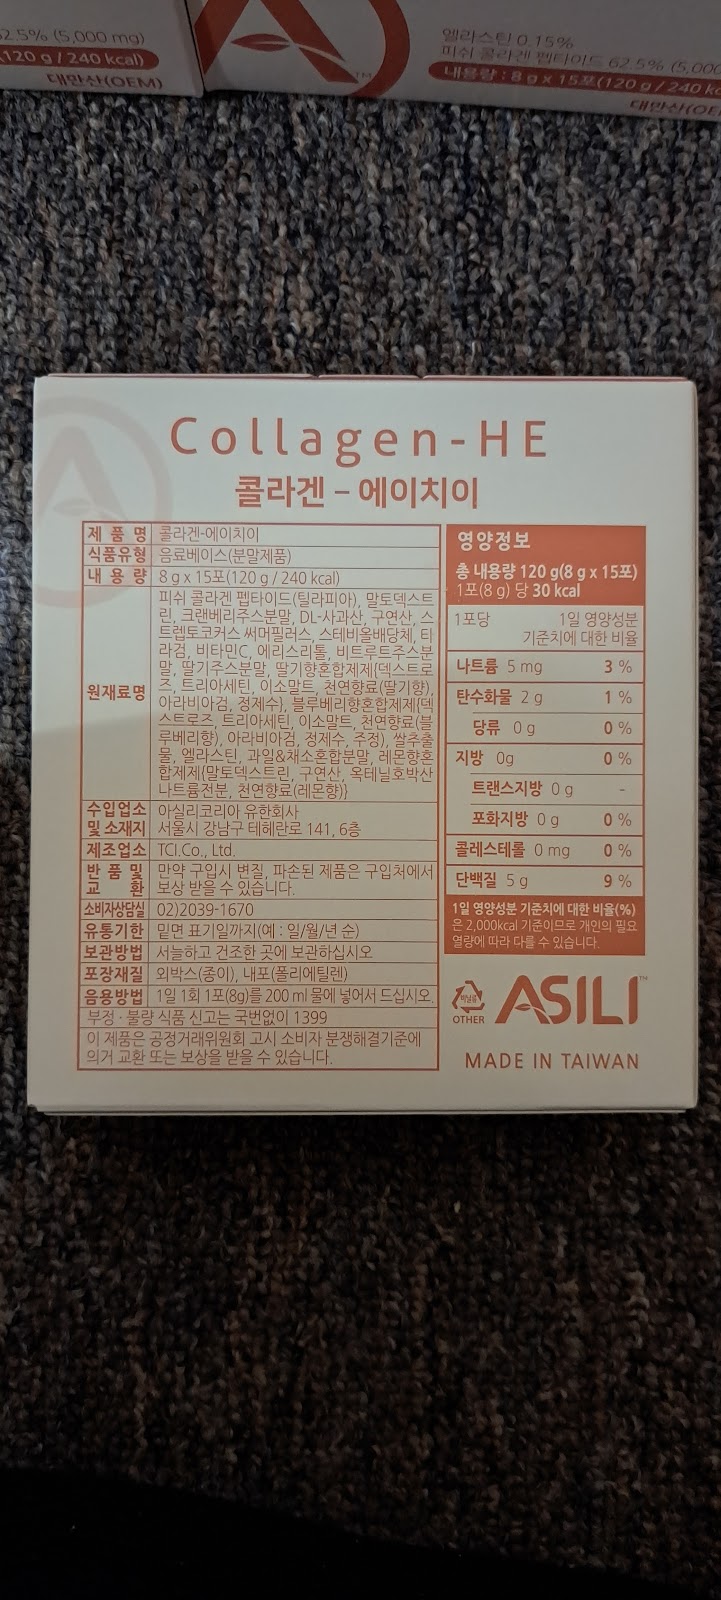 2.5% (5,000 mg)
120 g / 240 kcal)
대만산(OEM)
TM
엘라스틴 0.15%
피쉬 콜라겐 펩타이드 62.5% (5,000
내용량 : 8 g x 15포(120 g / 240 kc
대만산(OE
Collagen-HE
콜라겐 – 에이치이
제 품 명 콜라겐-에이치이
식품유형 음료베이스(분말제품)
내 용 량 8 g x 15포(120 g / 240 kcal)
원재료명
피쉬 콜라겐 펩타이드(틸라피아), 말토덱스트
린, 크랜베리주스분말, DL-사과산, 구연산, 스
트렙토코커스 써머필러스, 스테비올배당체, 티
라검, 비타민C, 에리스리톨, 비트루트주스분
말, 딸기주스분말, 딸기향혼합제제{덱스트로
즈, 트리아세틴, 이소말트, 천연향료(딸기향),
아라비아검, 정제수}, 블루베리향혼합제제{덱
스트로즈, 트리아세틴, 이소말트, 천연향료(블
루베리향), 아라비아검, 정제수, 주정}, 쌀추출
물, 엘라스틴, 과일&채소혼합분말, 레몬향혼
합제제{말토덱스트린, 구연산, 옥테닐호박산
나트륨전분, 천연향료(레몬향)}
수입업소 아실리코리아 유한회사
및 소재지 서울시 강남구 테헤란로 141, 6층
제조업소 TCI.Co., Ltd.
반 품 및 만약 구입시 변질, 파손된 제품은 구입처에서
교 환 보상 받을 수 있습니다.
소비자상담실 02)2039-1670
유통기한 밑면 표기일까지(예 : 일/월/년 순)
보관방법 서늘하고 건조한 곳에 보관하십시오
포장재질 외박스(종이), 내포(폴리에틸렌)
음용방법 1일 1회 1포(8g)를 200 ml 물에 넣어서 드십시오.
부정 · 불량 식품 신고는 국번없이 1399
이 제품은 공정거래위원회 고시 소비자 분쟁해결기준에
의거 교환 또는 보상을 받을 수 있습니다.
영양정보
총 내용량 120 g(8 g x 15포)
1포(8 g) 당 30 kcal
1포당 1일 영양성분
기준치에 대한 비율
나트륨 5 mg 3 %
탄수화물 2 g 1 %
당류 0 g 0 %
지방 0g 0 %
트랜스지방 0 g -
포화지방 0 g 0 %
콜레스테롤 0 mg 0 %
단백질 5 g 9 %
1일 영양성분 기준치에 대한 비율(%)
은 2,000kcal 기준이므로 개인의 필요
열량에 따라 다를 수 있습니다.
비닐류
OTHER
ASILI™
MADE IN TAIWAN